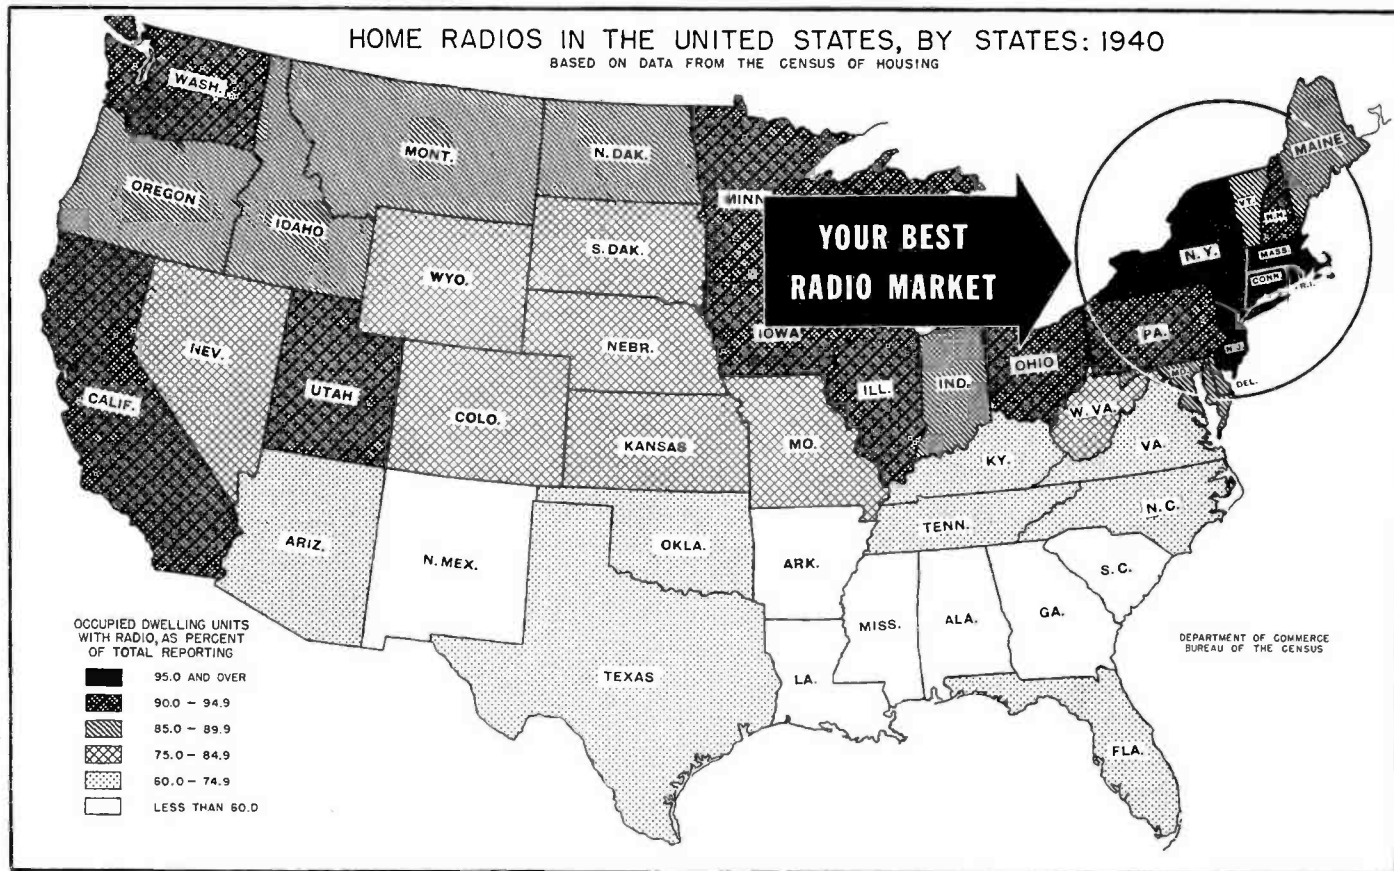 HOME RADIOS IN THE UNITED STATES, BY STATES: 1940
BASED ON DATA FROM THE CENSUS OF HOUSING
WASH.
MONT.
N. DAK.
MAINE
OREGON
IDAHO
MINN
VT.
N.H.
YOUR BEST
RADIO MARKET
S. DAK.
N.Y.
MASS
WYO.
CONN.
R.I.
NEV.
NEBR.
IOWA
PA.
OHIO
N.J.
CALIF.
UTAH
COLO.
ILL.
IND.
DEL.
W. VA.
KANSAS
MO.
VA.
KY.
N.C.
TENN.
ARIZ.
OKLA.
N. MEX.
ARK.
S.C.
MISS.
ALA.
GA.
OCCUPIED DWELLING UNITS
WITH RADIO, AS PERCENT
OF TOTAL REPORTING
DEPARTMENT OF COMMERCE
BUREAU OF THE CENSUS
TEXAS
LA.
95.0 AND OVER
90.0 – 94.9
85.0 – 89.9
75.0 – 84.9
FLA.
60.0 – 74.9
LESS THAN 60.0